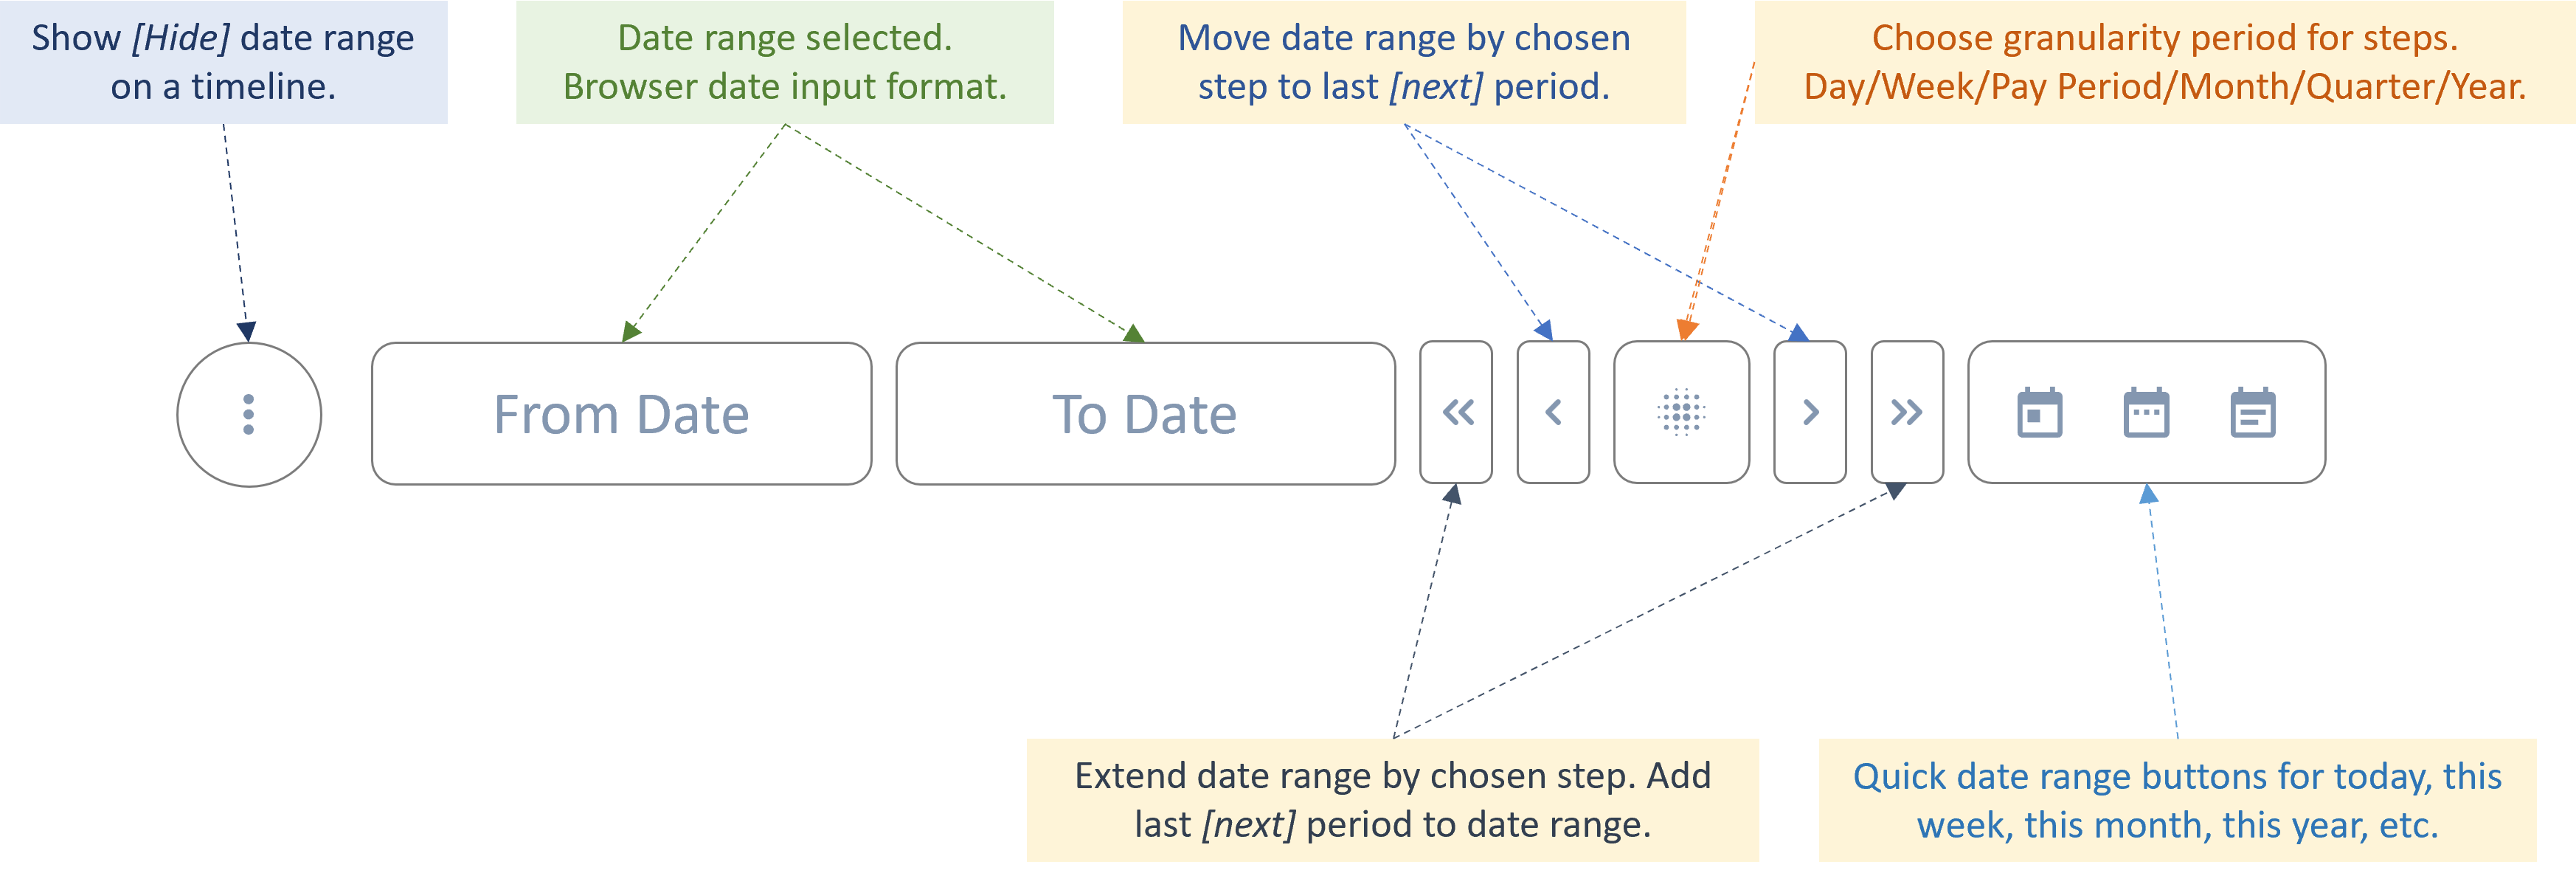 Show [Hide] date range
on a timeline.
Date range selected.
Browser date input format.
Move date range by chosen
step to last [next] period.
Choose granularity period for steps.
Day/Week/Pay Period/Month/Quarter/Year.
From Date
To Date
Extend date range by chosen step. Add
last [next] period to date range.
Quick date range buttons for today, this
week, this month, this year, etc.